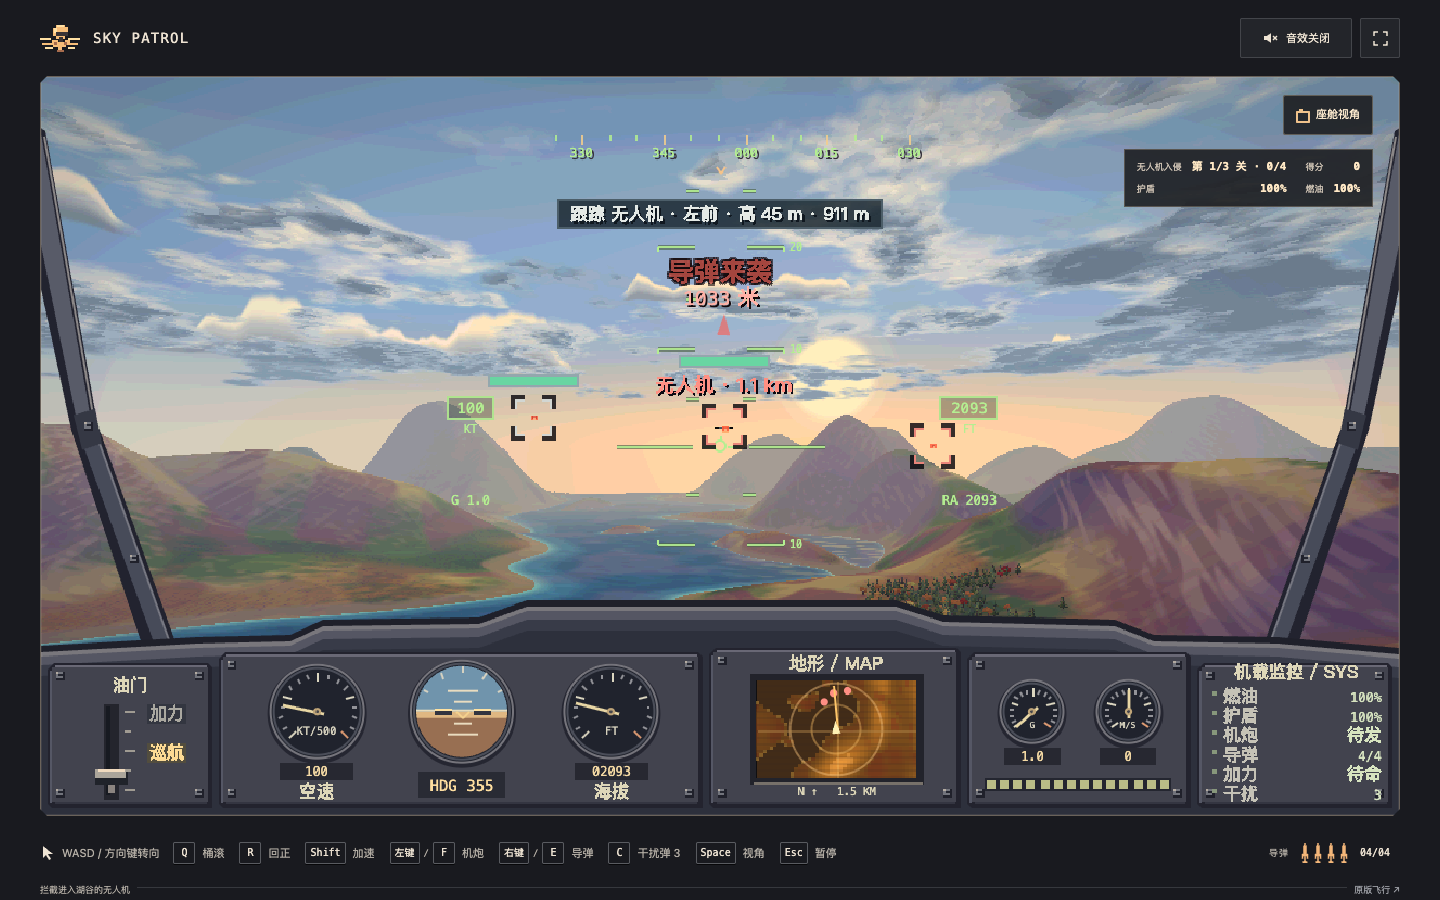 SKY PATROL
音效关闭
座舱视角
330 345 000 015 030
无人机入侵 第 1/3 关 · 0/4 得分 0
护盾 100% 燃油 100%
跟踪 无人机 · 左前 · 高 45 m · 911 m
20
导弹来袭
1033 米
10
无人机 · 1.1 km
100
KT
2093
FT
G 1.0
RA 2093
10
油门
加力
巡航
KT/500
100
空速
HDG 355
FT
02093
海拔
地形 / MAP
N ↑ 1.5 KM
G
1.0
M/S
0
机载监控 / SYS
燃油 100%
护盾 100%
机炮 待发
导弹 4/4
加力 待命
干扰 3
WASD / 方向键转向 Q 桶滚 R 回正 Shift 加速 左键 / F 机炮 右键 / E 导弹 C 干扰弹 3 Space 视角 Esc 暂停
导弹 04/04
拦截进入湖谷的无人机
原版飞行 ↗